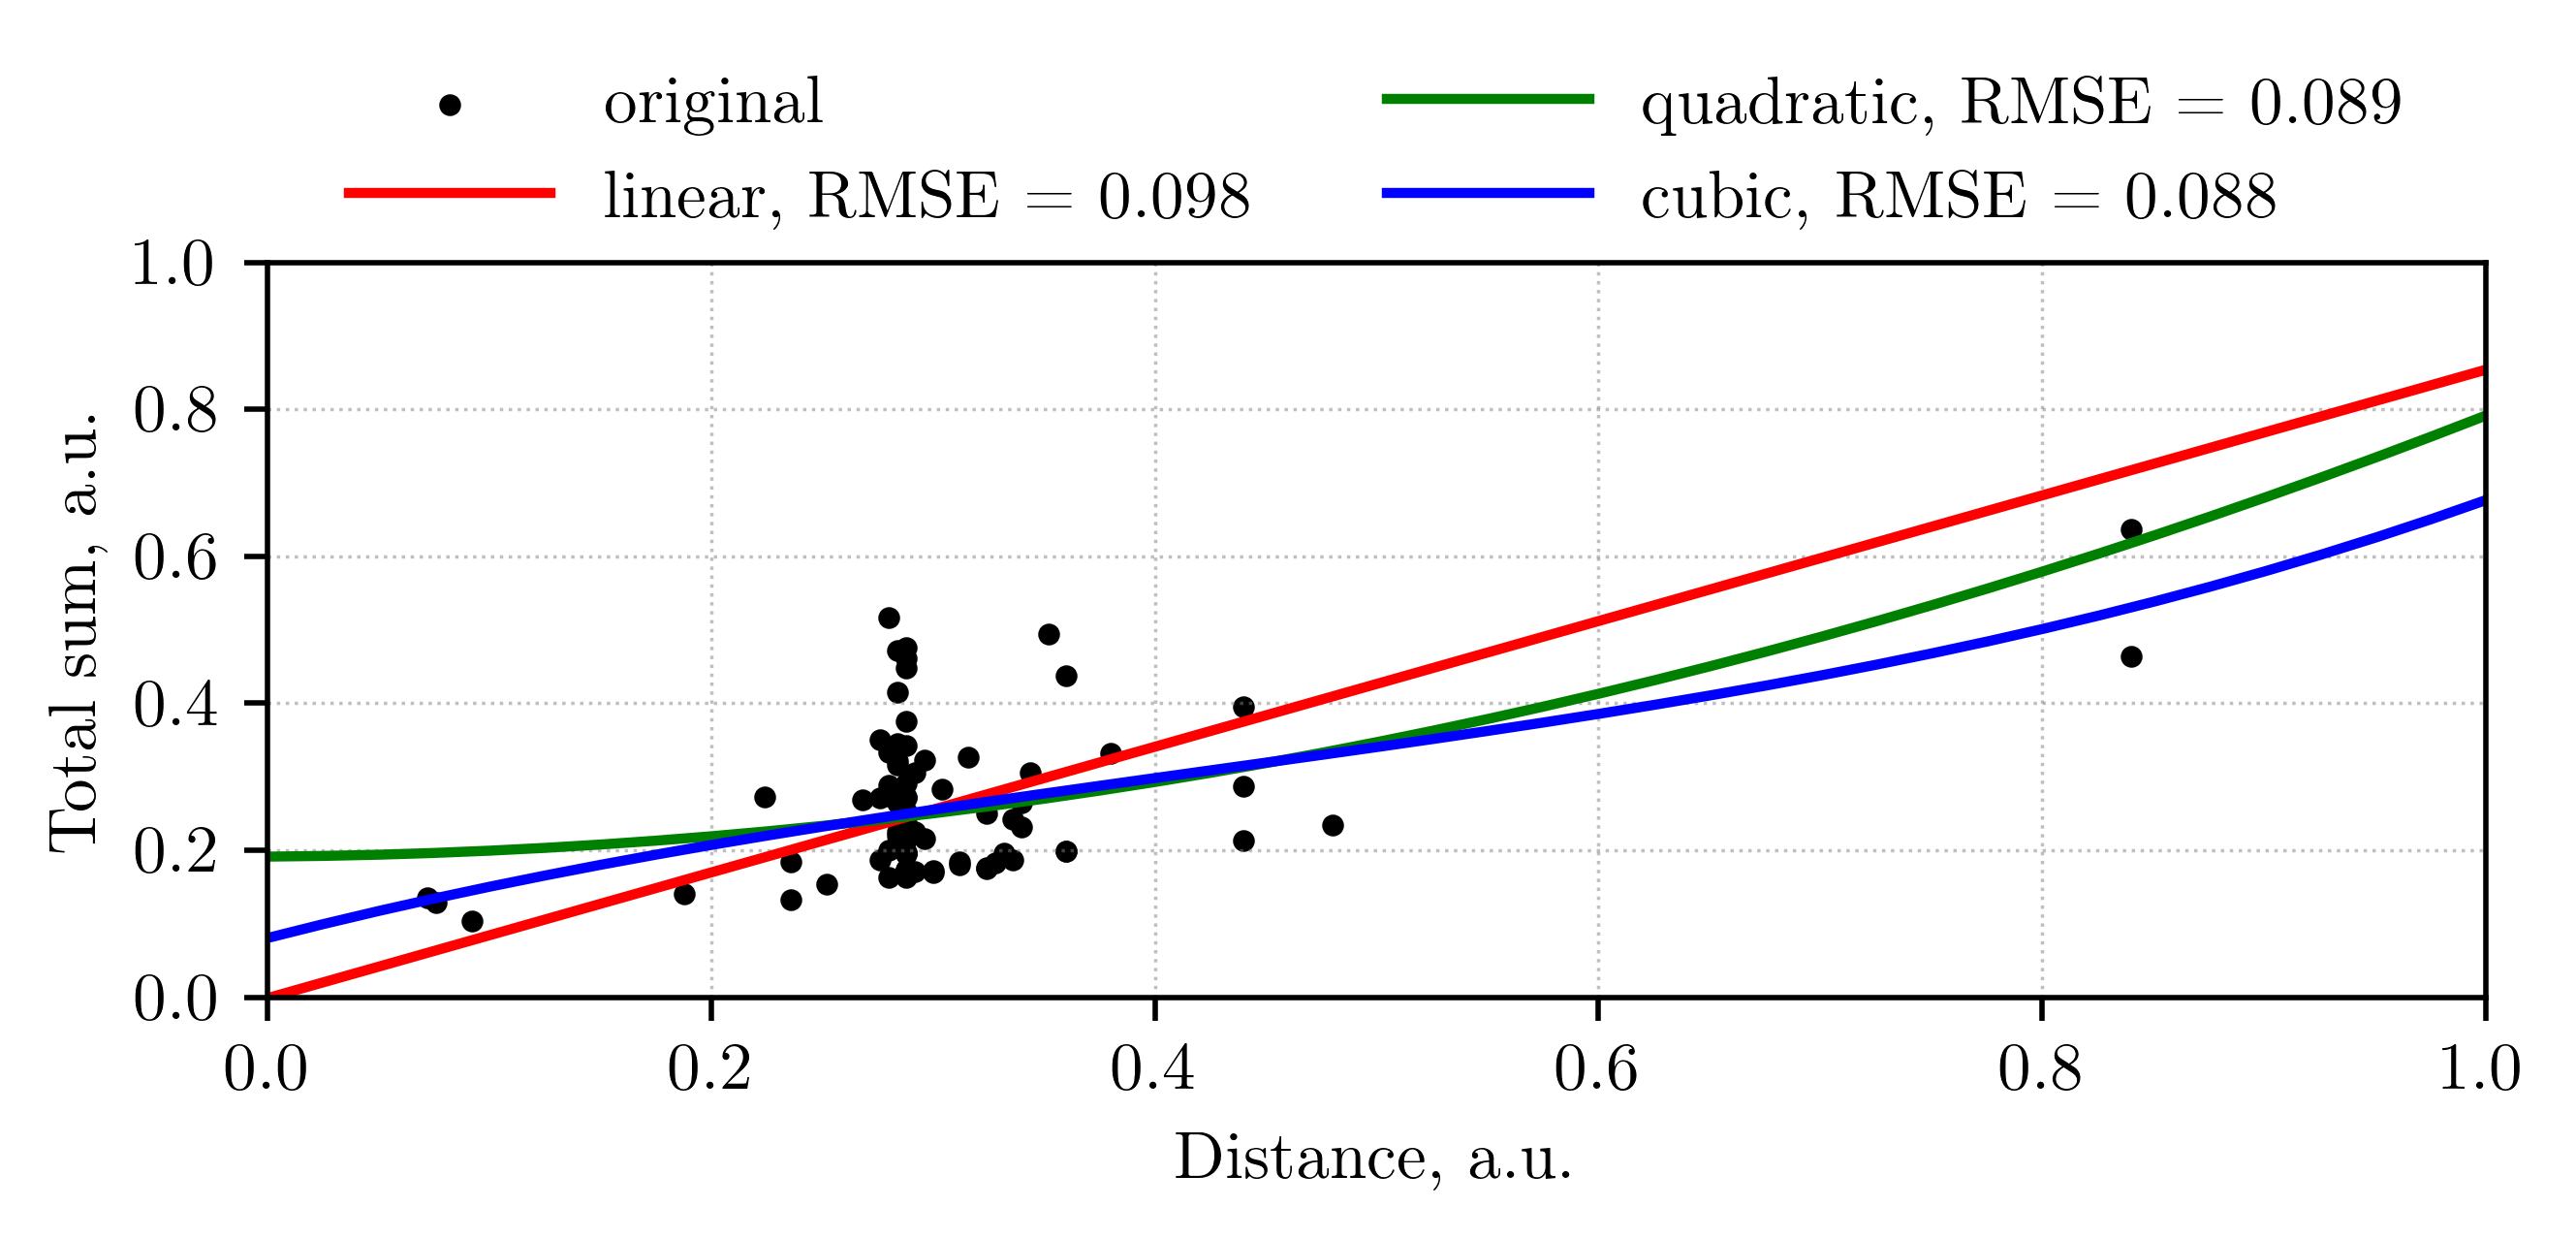 original
linear, RMSE = 0.098
quadratic, RMSE = 0.089
cubic, RMSE = 0.088
1.0
0.8
0.6
0.4
0.2
0.0
Total sum, a.u.
0.0 0.2 0.4 0.6 0.8 1.0
Distance, a.u.